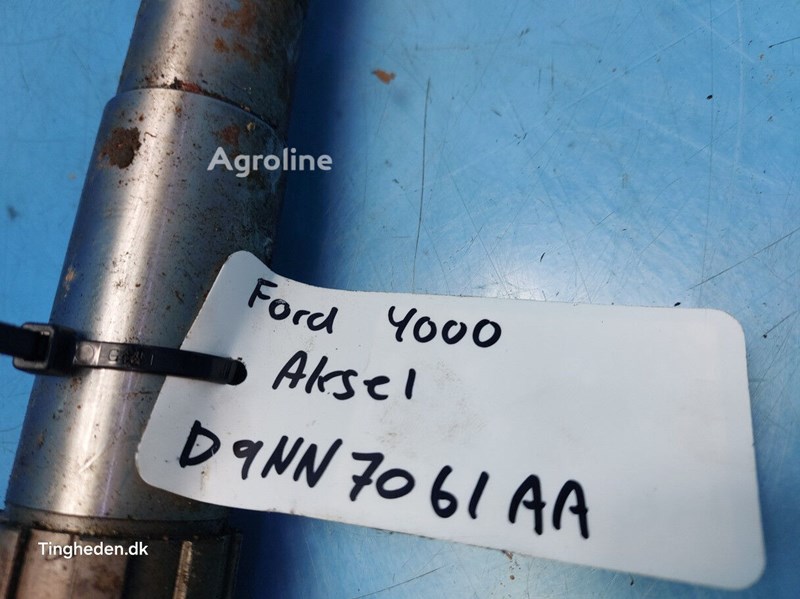 Agroline
Ford 4000
Aksel
D9NN7061AA
Tingheden.dk